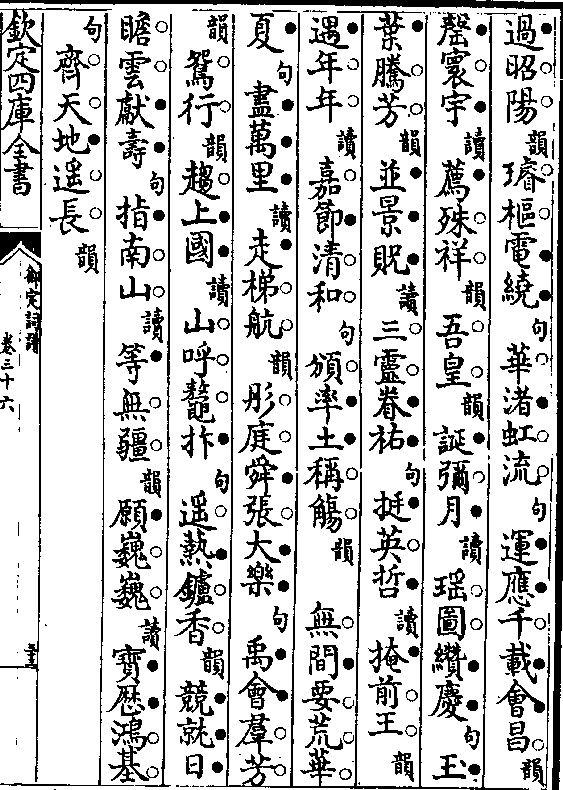 過昭陽韻璿樞電繞句華渚虹流句運應千載會昌韻
罄寰宇讀薦殊祥韻吾皇韻誕彌月讀瑶圖纘慶句玉
葉騰芳韻並景貺讀三靈眷祐句挺英哲讀掩前王韻
遇年年讀嘉節清和句頒率土稱觴韻無間要荒華
夏句盡萬里讀走梯航韻彤庭舜張大樂句禹會羣芳
韻鴛行韻趨上國讀山呼鼇抃句遥爇鑪香韻競就日
瞻雲獻壽句指南山讀等無疆韻願巍巍讀寳厯鴻基
句齊天地遥長韻
欽定四庫全書
欽定詞譜
卷三十六